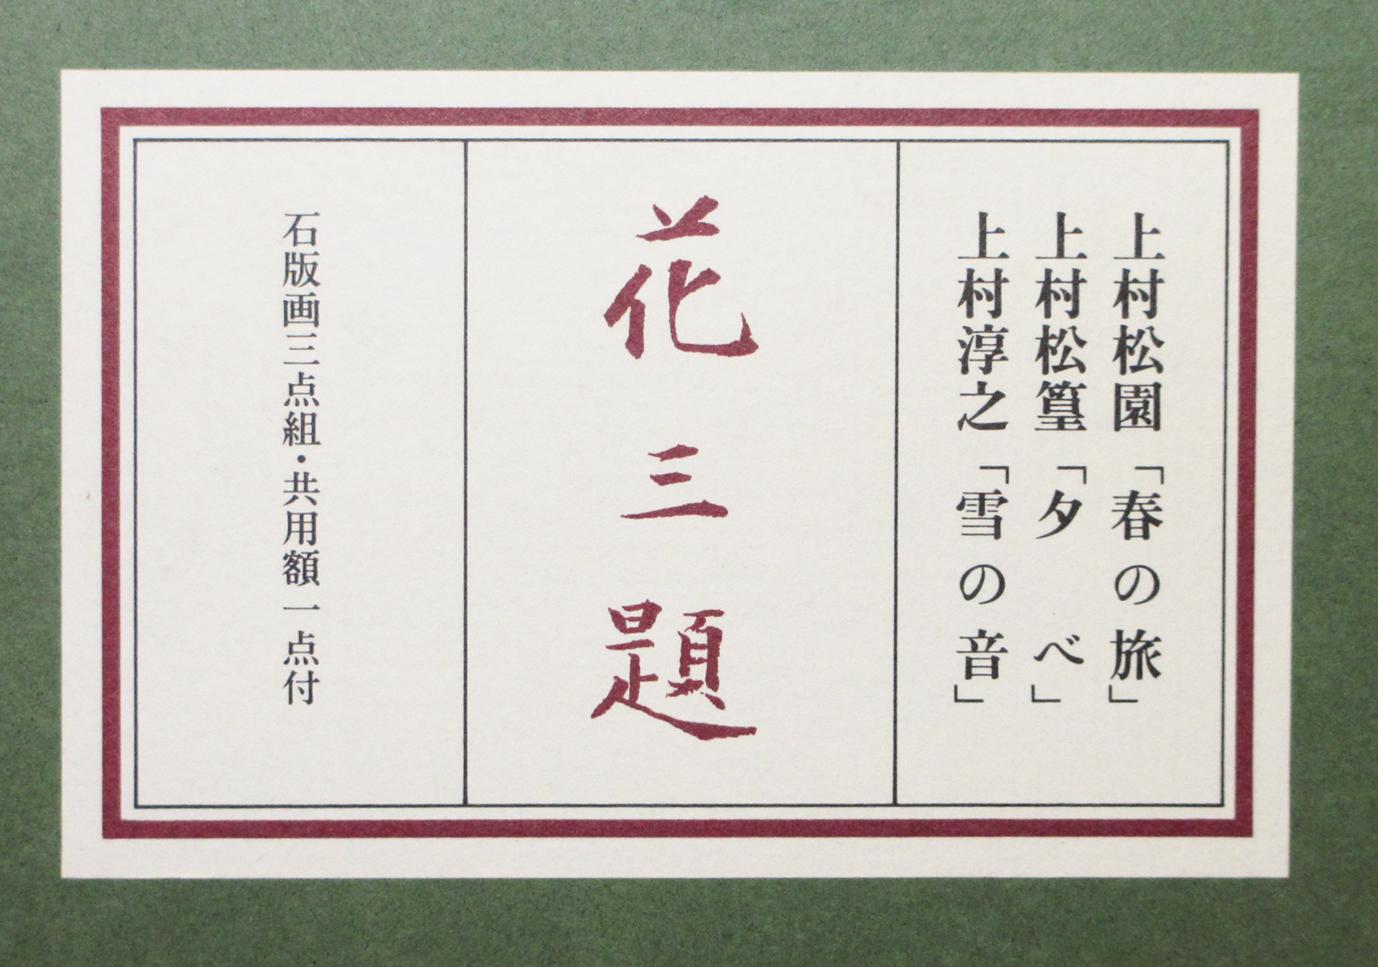 上村松園「春の旅」
上村松篁「夕べ」
上村淳之「雪の音」
花三題
石版画三点組・共用額一点付